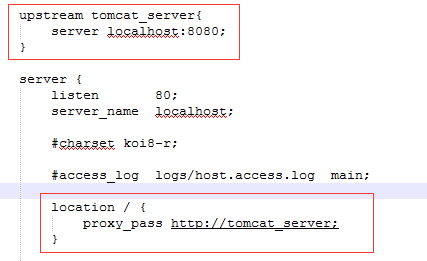 upstream tomcat_server{
    server localhost:8080;
}
server {
    listen       80;
    server_name  localhost;
    #charset koi8-r;
    #access_log  logs/host.access.log  main;
    location / {
        proxy_pass http://tomcat_server;
    }